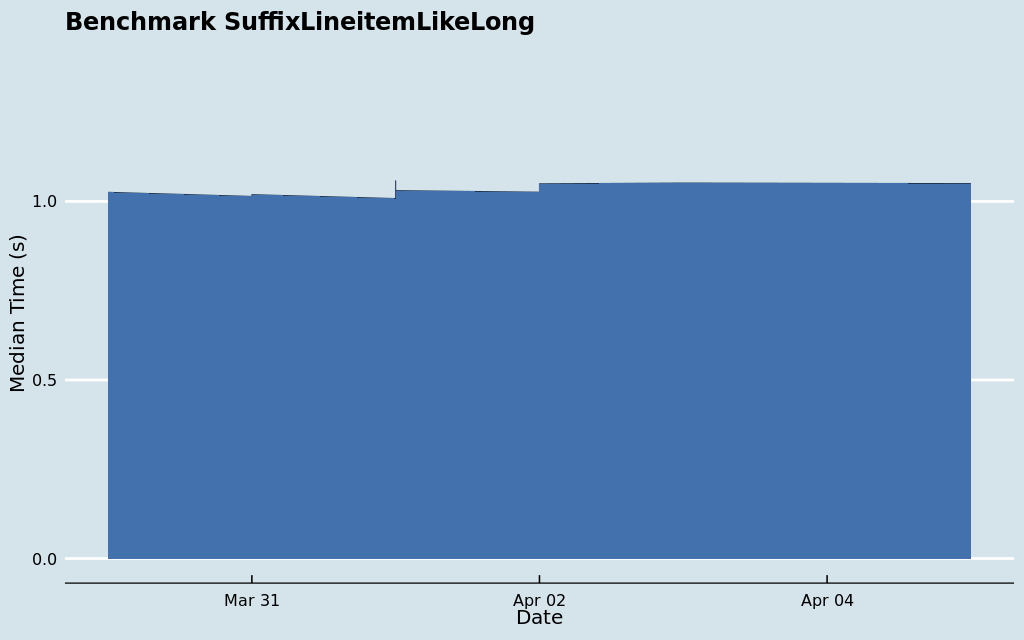 Benchmark SuffixLineitemLikeLong
Median Time (s)
1.0
0.5
0.0
Mar 31
Apr 02
Apr 04
Date